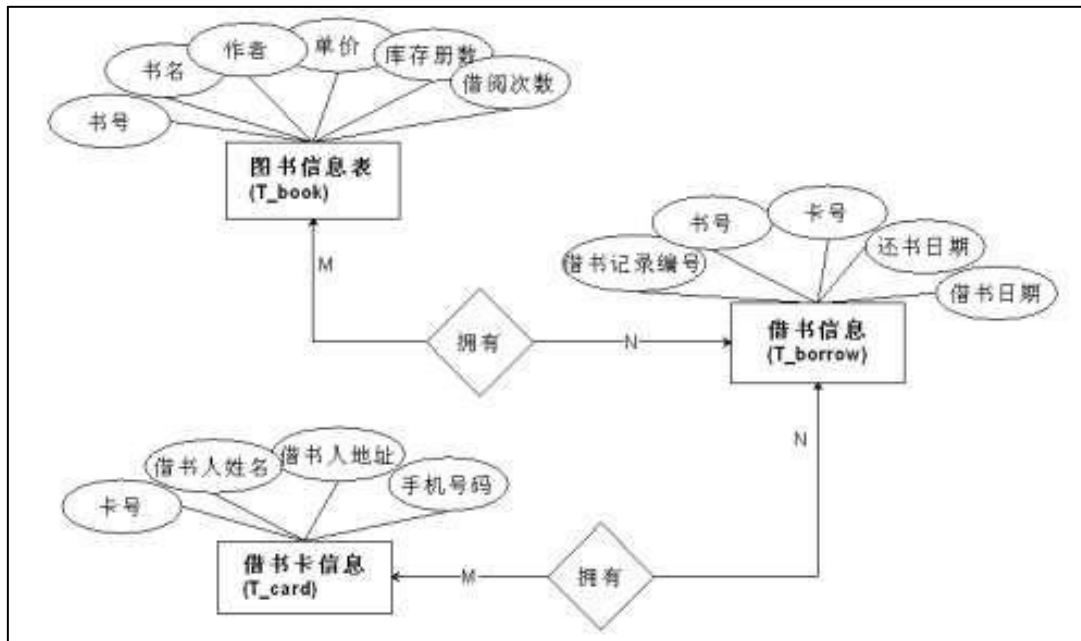 书号
书名
作者
单价
库存册数
借阅次数
图书信息表
(T_book)
M
拥有
N
借书记录编号
书号
卡号
还书日期
借书日期
借书信息
(T_borrow)
N
卡号
借书人姓名
借书人地址
手机号码
借书卡信息
(T_card)
M
拥有